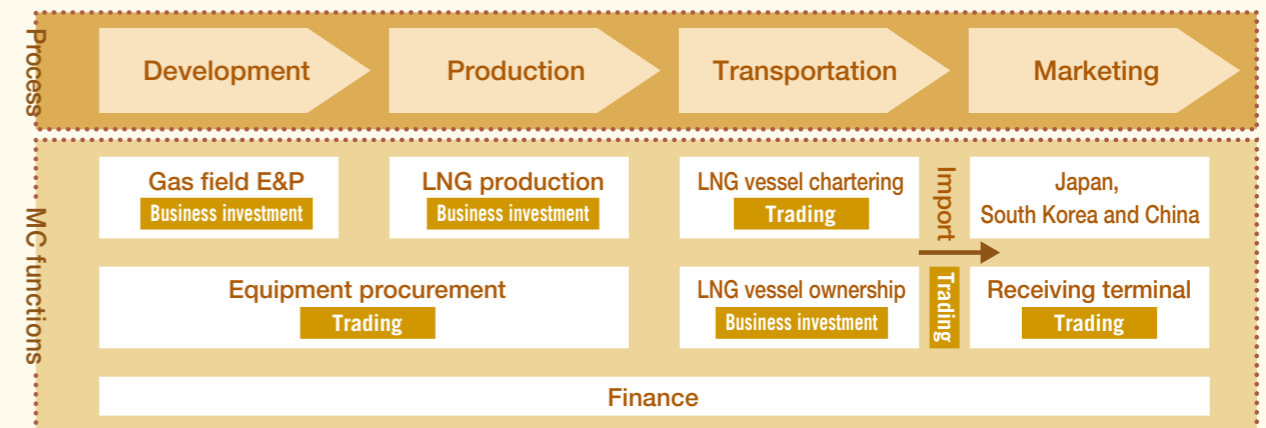 Process
Development
Production
Transportation
Marketing
MC functions
Gas field E&P
Business investment
LNG production
Business investment
LNG vessel chartering
Trading
Import
Japan,
South Korea and China
Equipment procurement
Trading
LNG vessel ownership
Business investment
Trading
Receiving terminal
Trading
Finance